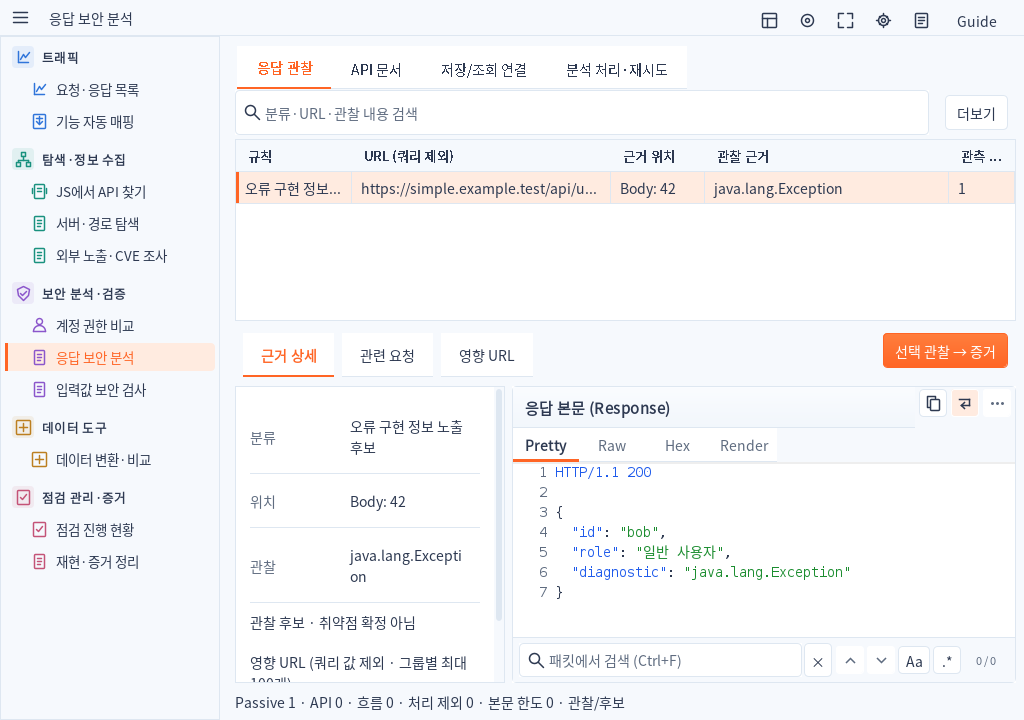 응답 보안 분석
Guide
트래픽
요청·응답 목록
기능 자동 매핑
탐색·정보 수집
JS에서 API 찾기
서버·경로 탐색
외부 노출·CVE 조사
보안 분석·검증
계정 권한 비교
응답 보안 분석
입력값 보안 검사
데이터 도구
데이터 변환·비교
점검 관리·증거
점검 진행 현황
재현·증거 정리
응답 관찰 API 문서 저장/조회 연결 분석 처리·재시도
분류·URL·관찰 내용 검색 더보기
규칙 URL (쿼리 제외) 근거 위치 관찰 근거 관측 ...
오류 구현 정보... https://simple.example.test/api/u... Body: 42 java.lang.Exception 1
근거 상세 관련 요청 영향 URL 선택 관찰 → 증거
분류 오류 구현 정보 노출
후보
위치 Body: 42
관찰 java.lang.Excepti
on
관찰 후보 · 취약점 확정 아님
영향 URL (쿼리 값 제외 · 그룹별 최대
100개)
응답 본문 (Response)
Pretty Raw Hex Render
1 HTTP/1.1 200
2
3 {
4 "id": "bob",
5 "role": "일반 사용자",
6 "diagnostic": "java.lang.Exception"
7 }
패킷에서 검색 (Ctrl+F) × Aa .* 0/0
Passive 1 · API 0 · 흐름 0 · 처리 제외 0 · 본문 한도 0 · 관찰/후보